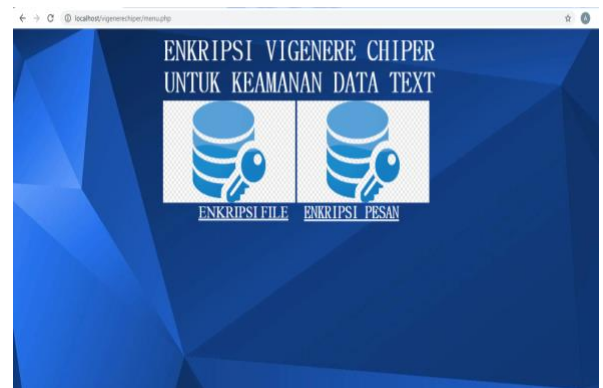 localhost/vigenerechiper/menu.php
ENKRIPSI VIGENERE CHIPER
UNTUK KEAMANAN DATA TEXT
ENKRIPSI FILE ENKRIPSI PESAN